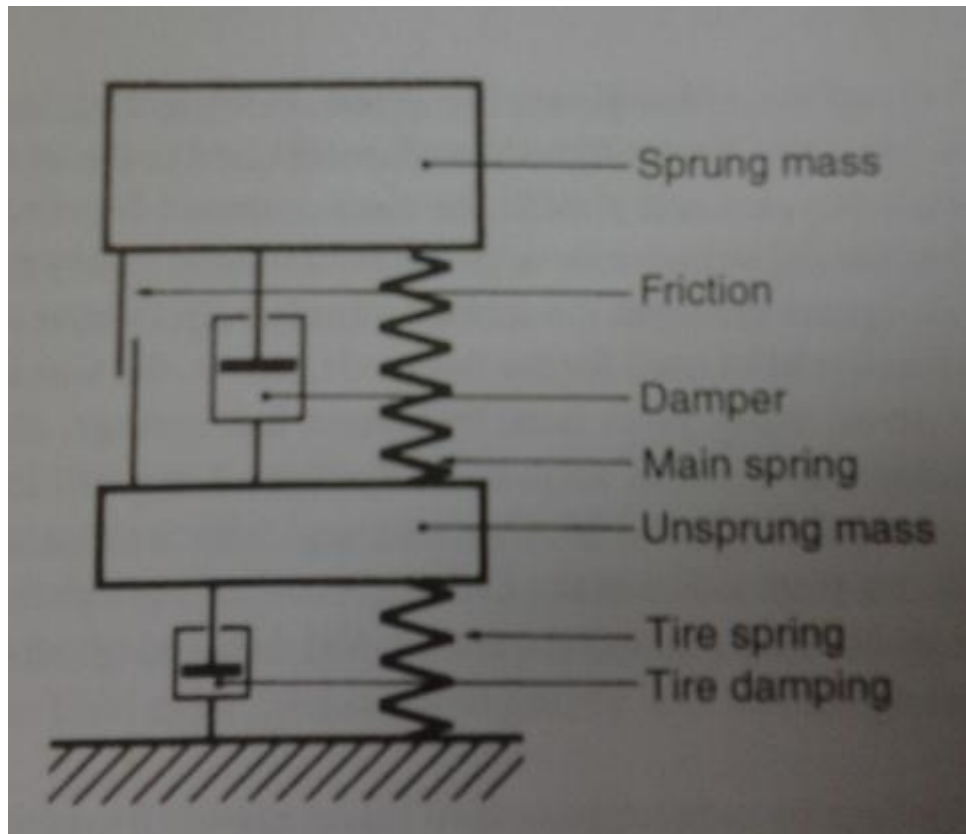 Sprung mass
Friction
Damper
Main spring
Unsprung mass
Tire spring
Tire damping